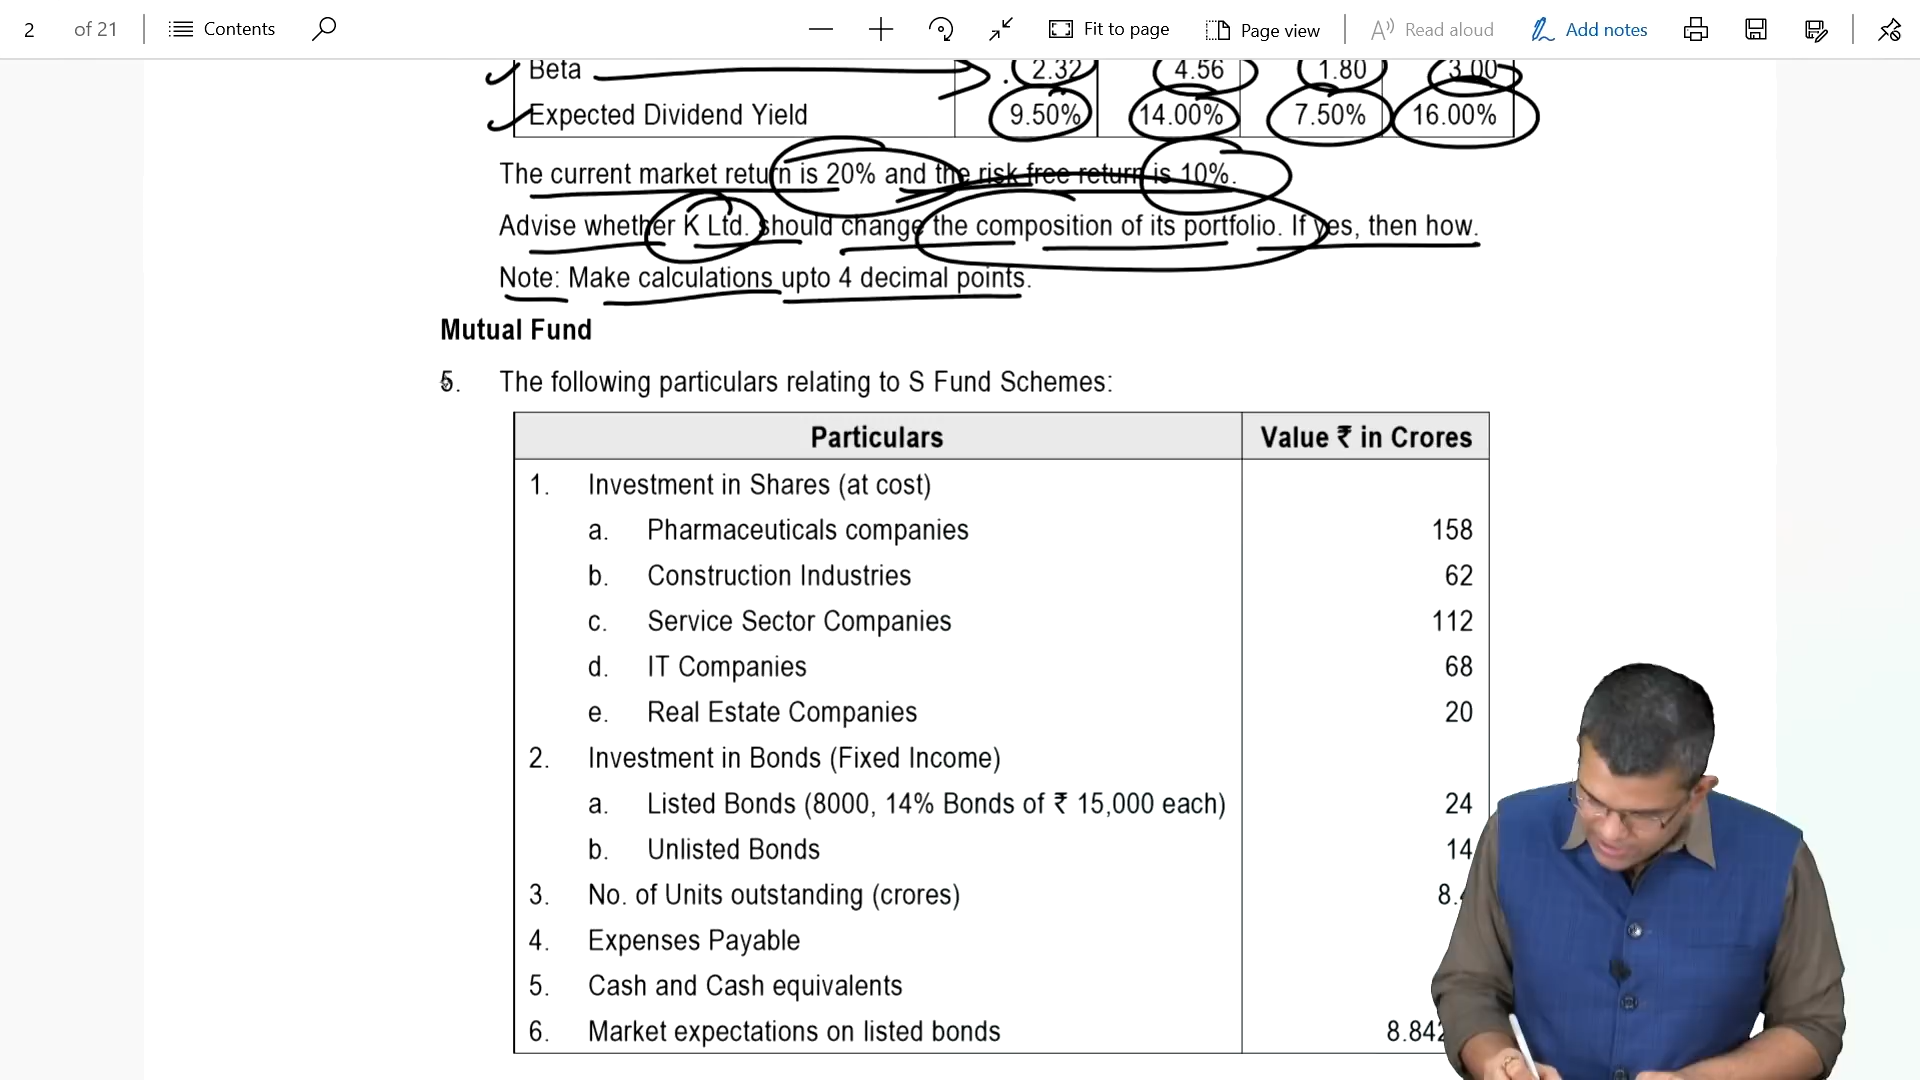 2 of 21 Contents Fit to page Page view Read aloud Add notes
Beta 2.32 4.56 1.80 3.00
Expected Dividend Yield 9.50% 14.00% 7.50% 16.00%
The current market return is 20% and the risk free return is 10%.
Advise whether K Ltd. should change the composition of its portfolio. If yes, then how.
Note: Make calculations upto 4 decimal points.
Mutual Fund
5. The following particulars relating to S Fund Schemes:
Particulars Value ₹ in Crores
1. Investment in Shares (at cost)
a. Pharmaceuticals companies 158
b. Construction Industries 62
c. Service Sector Companies 112
d. IT Companies 68
e. Real Estate Companies 20
2. Investment in Bonds (Fixed Income)
a. Listed Bonds (8000, 14% Bonds of ₹ 15,000 each) 24
b. Unlisted Bonds 14
3. No. of Units outstanding (crores) 8.
4. Expenses Payable
5. Cash and Cash equivalents
6. Market expectations on listed bonds 8.842